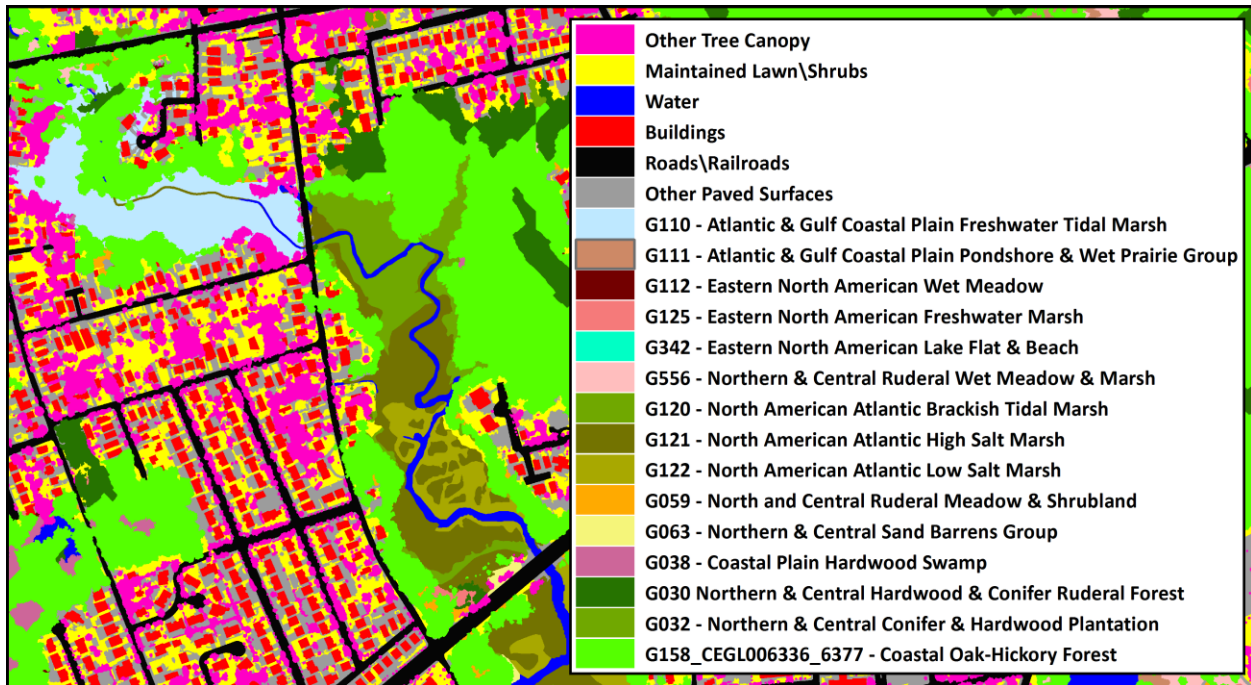 Other Tree Canopy
Maintained Lawn\Shrubs
Water
Buildings
Roads\Railroads
Other Paved Surfaces
G110 - Atlantic & Gulf Coastal Plain Freshwater Tidal Marsh
G111 - Atlantic & Gulf Coastal Plain Pondshore & Wet Prairie Group
G112 - Eastern North American Wet Meadow
G125 - Eastern North American Freshwater Marsh
G342 - Eastern North American Lake Flat & Beach
G556 - Northern & Central Ruderal Wet Meadow & Marsh
G120 - North American Atlantic Brackish Tidal Marsh
G121 - North American Atlantic High Salt Marsh
G122 - North American Atlantic Low Salt Marsh
G059 - North and Central Ruderal Meadow & Shrubland
G063 - Northern & Central Sand Barrens Group
G038 - Coastal Plain Hardwood Swamp
G030 Northern & Central Hardwood & Conifer Ruderal Forest
G032 - Northern & Central Conifer & Hardwood Plantation
G158_CEGL006336_6377 - Coastal Oak-Hickory Forest